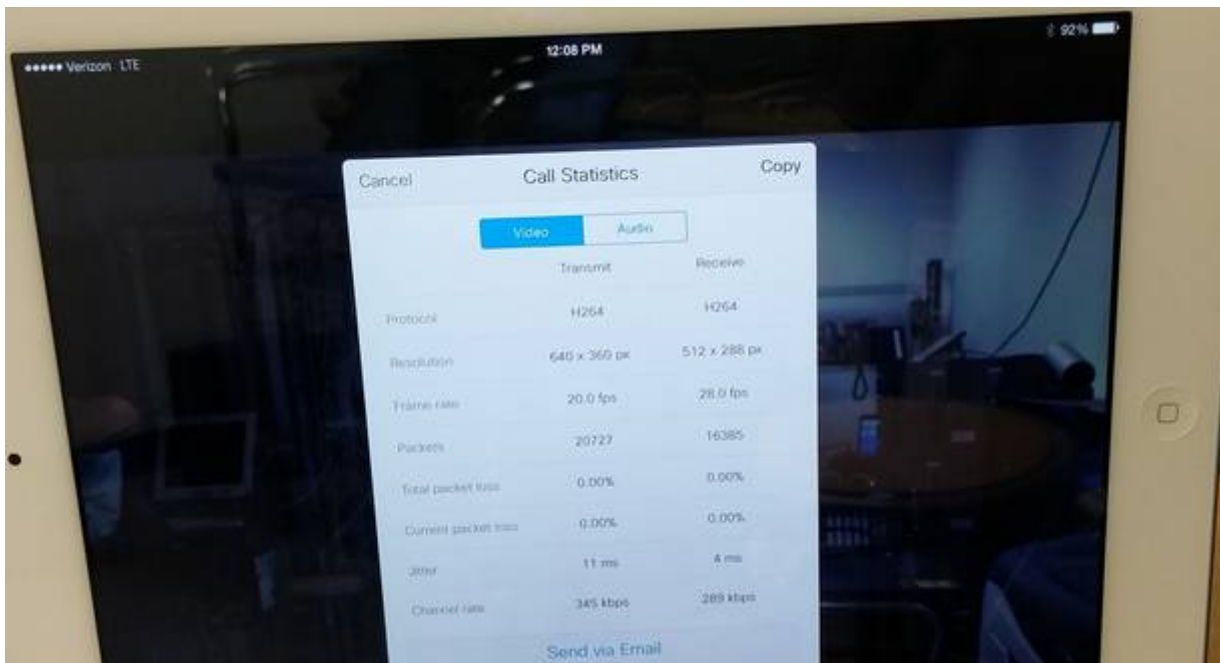 Verizon LTE 12:08 PM 92%
Cancel Call Statistics Copy
Video Audio
Transmit Receive
Protocol H264 H264
Resolution 640 x 360 px 512 x 288 px
Frame rate 20.0 fps 28.0 fps
Packets 20727 16385
Total packet loss 0.00% 0.00%
Current packet loss 0.00% 0.00%
Jitter 11 ms 4 ms
Channel rate 345 kbps 289 kbps
Send via Email